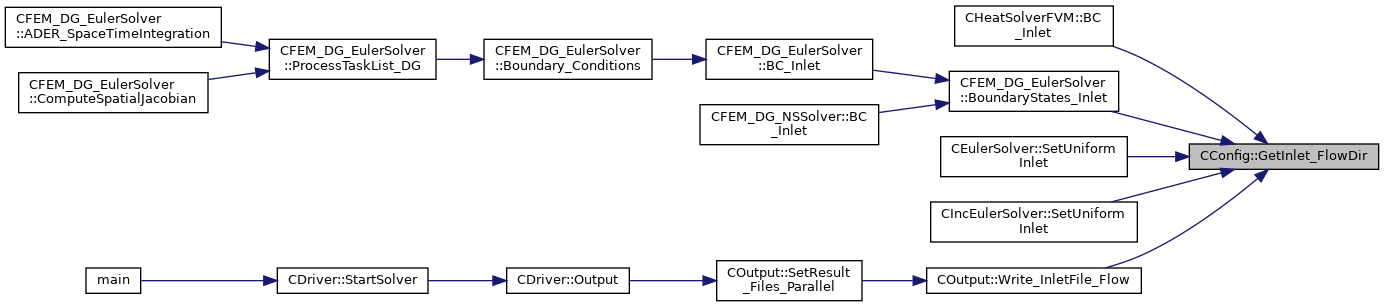 CFEM_DG_EulerSolver
::ADER_SpaceTimeIntegration
CFEM_DG_EulerSolver
::ComputeSpatialJacobian
CFEM_DG_EulerSolver
::ProcessTaskList_DG
CFEM_DG_EulerSolver
::Boundary_Conditions
CFEM_DG_EulerSolver
::BC_Inlet
CFEM_DG_NSSolver::BC
_Inlet
CHeatSolverFVM::BC
_Inlet
CFEM_DG_EulerSolver
::BoundaryStates_Inlet
CEulerSolver::SetUniform
Inlet
CIncEulerSolver::SetUniform
Inlet
CConfig::GetInlet_FlowDir
main
CDriver::StartSolver
CDriver::Output
COutput::SetResult
_Files_Parallel
COutput::Write_InletFile_Flow